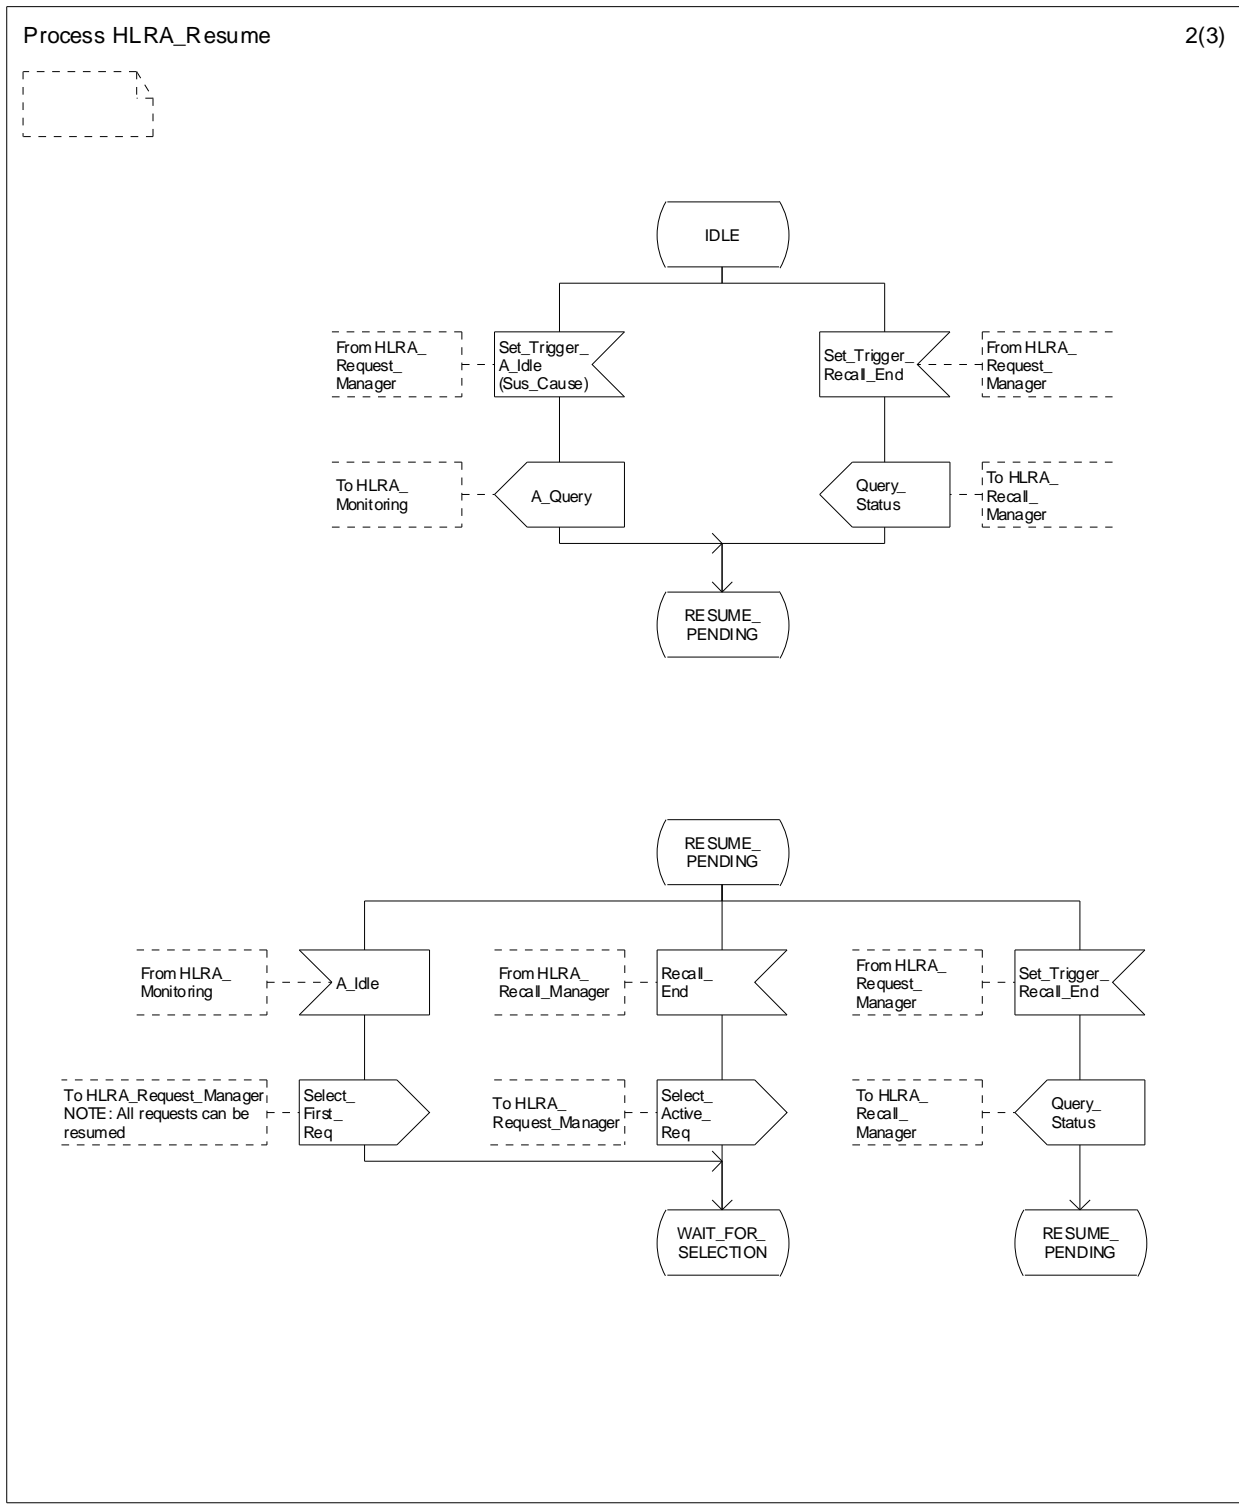 Process HLRA_Resume
2(3)
IDLE
From HLRA_
Request_
Manager
Set_Trigger_
A_Idle
(Sus_Cause)
Set_Trigger_
Recall_End
From HLRA_
Request_
Manager
To HLRA_
Monitoring
A_Query
Query_
Status
To HLRA_
Recall_
Manager
RESUME_
PENDING
RESUME_
PENDING
From HLRA_
Monitoring
A_Idle
From HLRA_
Recall_Manager
Recall_
End
From HLRA_
Request_
Manager
Set_Trigger_
Recall_End
To HLRA_Request_Manager
NOTE: All requests can be
resumed
Select_
First_
Req
To HLRA_
Request_Manager
Select_
Active_
Req
To HLRA_
Recall_
Manager
Query_
Status
WAIT_FOR_
SELECTION
RESUME_
PENDING